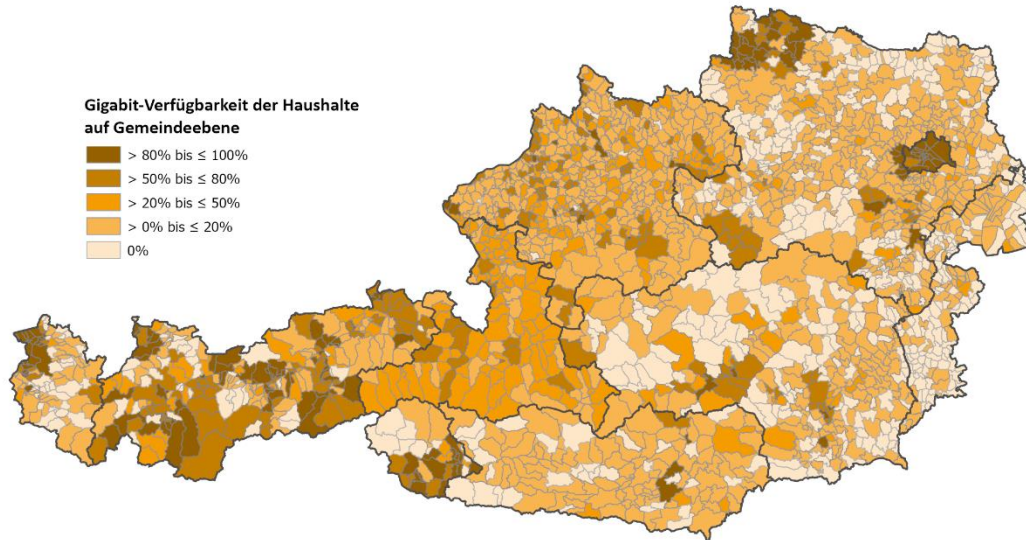 Gigabit-Verfügbarkeit der Haushalte
auf Gemeindeebene
> 80% bis ≤ 100%
> 50% bis ≤ 80%
> 20% bis ≤ 50%
> 0% bis ≤ 20%
0%